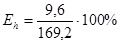 E_h = 9,6 / 169,2 · 100%